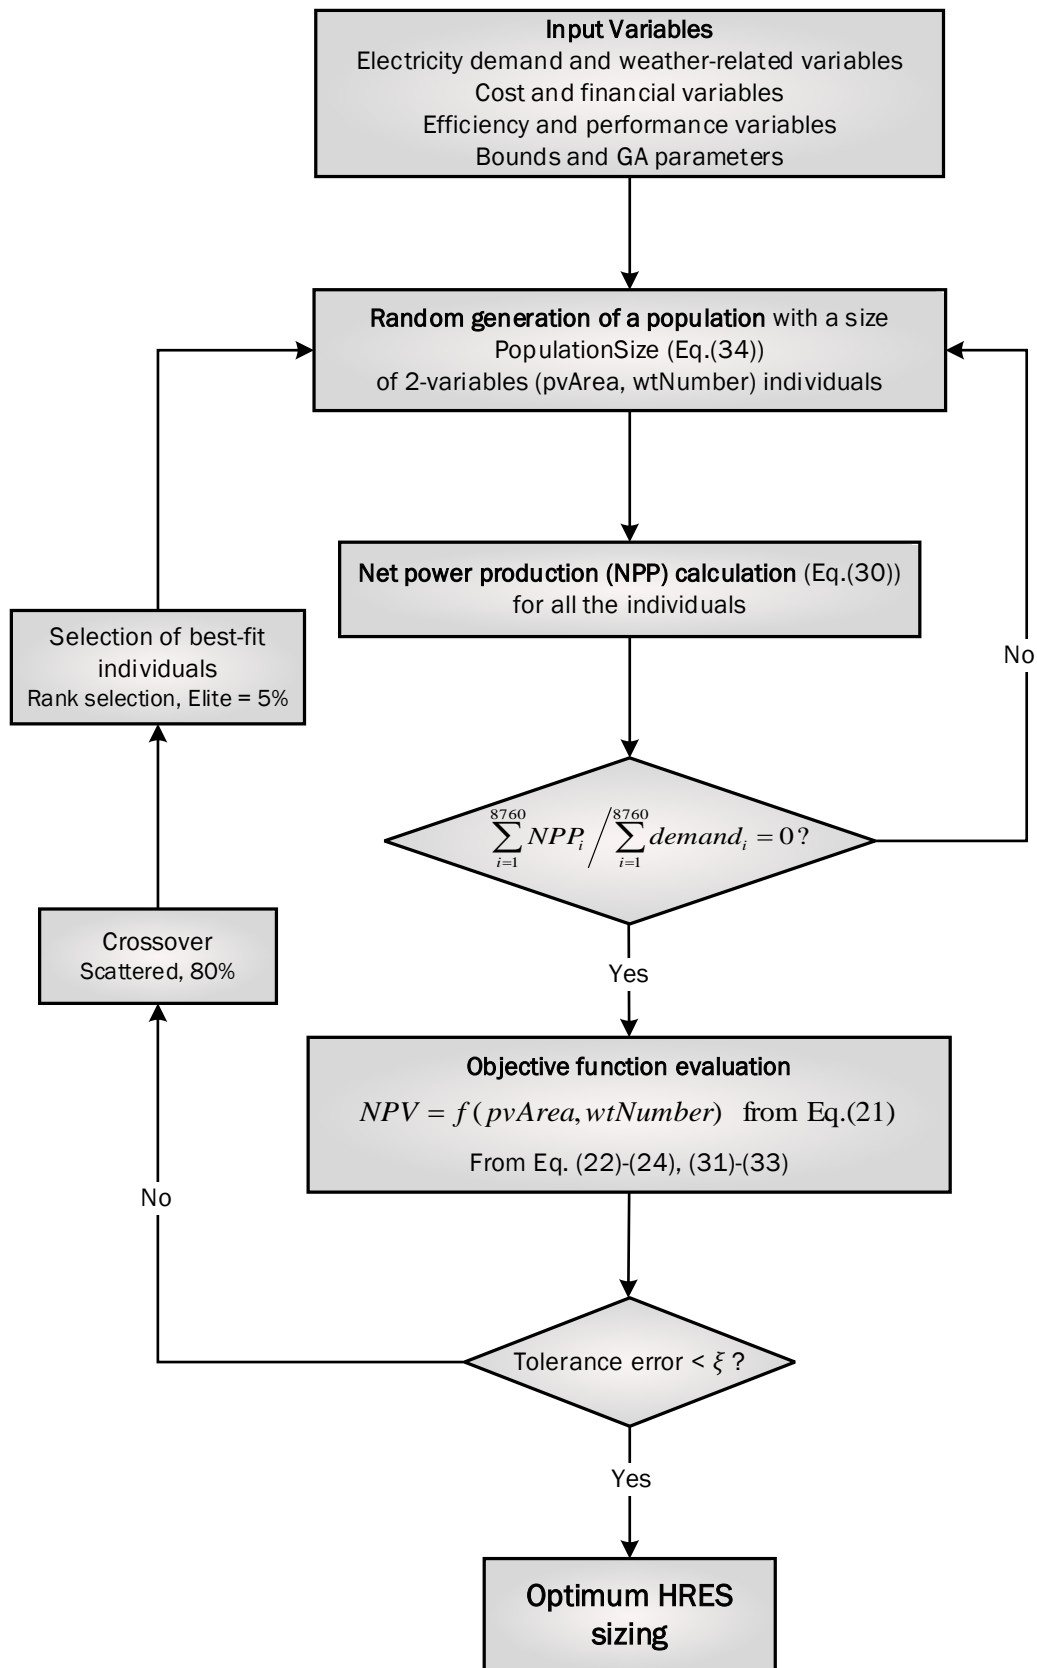 Input Variables
Electricity demand and weather-related variables
Cost and financial variables
Efficiency and performance variables
Bounds and GA parameters
Random generation of a population with a size
PopulationSize (Eq.(34))
of 2-variables (pvArea, wtNumber) individuals
Net power production (NPP) calculation (Eq.(30))
for all the individuals
No
Selection of best-fit
individuals
Rank selection, Elite = 5%
8760 8760
∑ NPP_i / ∑ demand_i = 0 ?
i=1 i=1
Crossover
Scattered, 80%
Yes
Objective function evaluation
NPV = f(pvArea, wtNumber) from Eq.(21)
From Eq. (22)-(24), (31)-(33)
No
Tolerance error < ξ ?
Yes
Optimum HRES
sizing